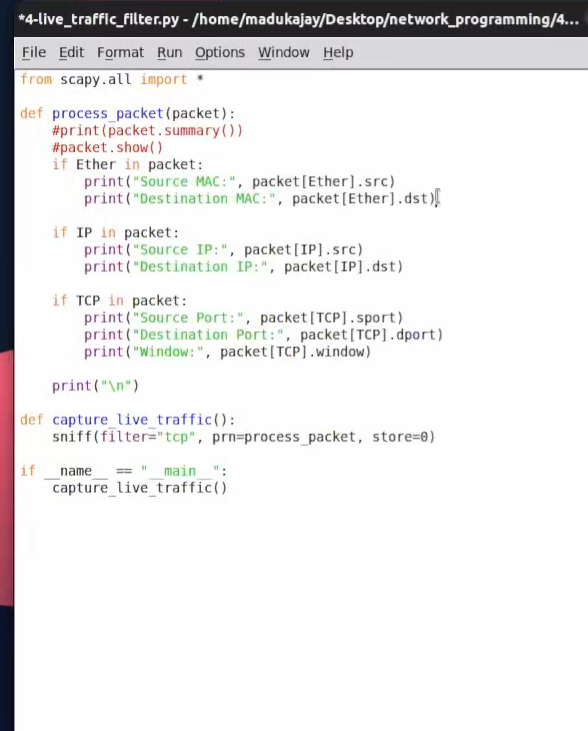 *4-live_traffic_filter.py - /home/madukajay/Desktop/network_programming/4...
File Edit Format Run Options Window Help
from scapy.all import *

def process_packet(packet):
    #print(packet.summary())
    #packet.show()
    if Ether in packet:
        print("Source MAC:", packet[Ether].src)
        print("Destination MAC:", packet[Ether].dst)

    if IP in packet:
        print("Source IP:", packet[IP].src)
        print("Destination IP:", packet[IP].dst)

    if TCP in packet:
        print("Source Port:", packet[TCP].sport)
        print("Destination Port:", packet[TCP].dport)
        print("Window:", packet[TCP].window)

    print("\n")

def capture_live_traffic():
    sniff(filter="tcp", prn=process_packet, store=0)

if __name__ == "__main__":
    capture_live_traffic()